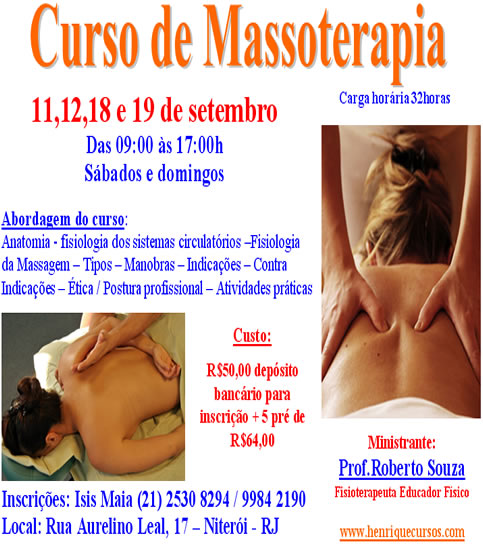 Curso de Massoterapia
11,12,18 e 19 de setembro
Das 09:00 às 17:00h
Sábados e domingos
Carga horária 32horas
Abordagem do curso:
Anatomia - fisiologia dos sistemas circulatórios –Fisiologia
da Massagem – Tipos – Manobras – Indicações – Contra
Indicações – Ética / Postura profissional – Atividades práticas
Custo:
R$50,00 depósito
bancário para
inscrição + 5 pré de
R$64,00
Ministrante:
Prof.Roberto Souza
Fisioterapeuta Educador Físico
Inscrições: Isis Maia (21) 2530 8294 / 9984 2190
Local: Rua Aurelino Leal, 17 – Niterói - RJ
www.henriquecursos.com